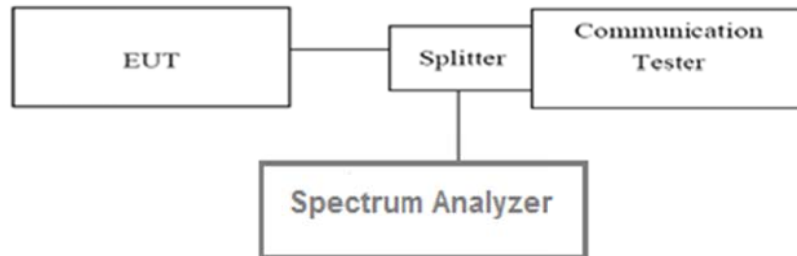 EUT
Splitter
Communication
Tester
Spectrum Analyzer